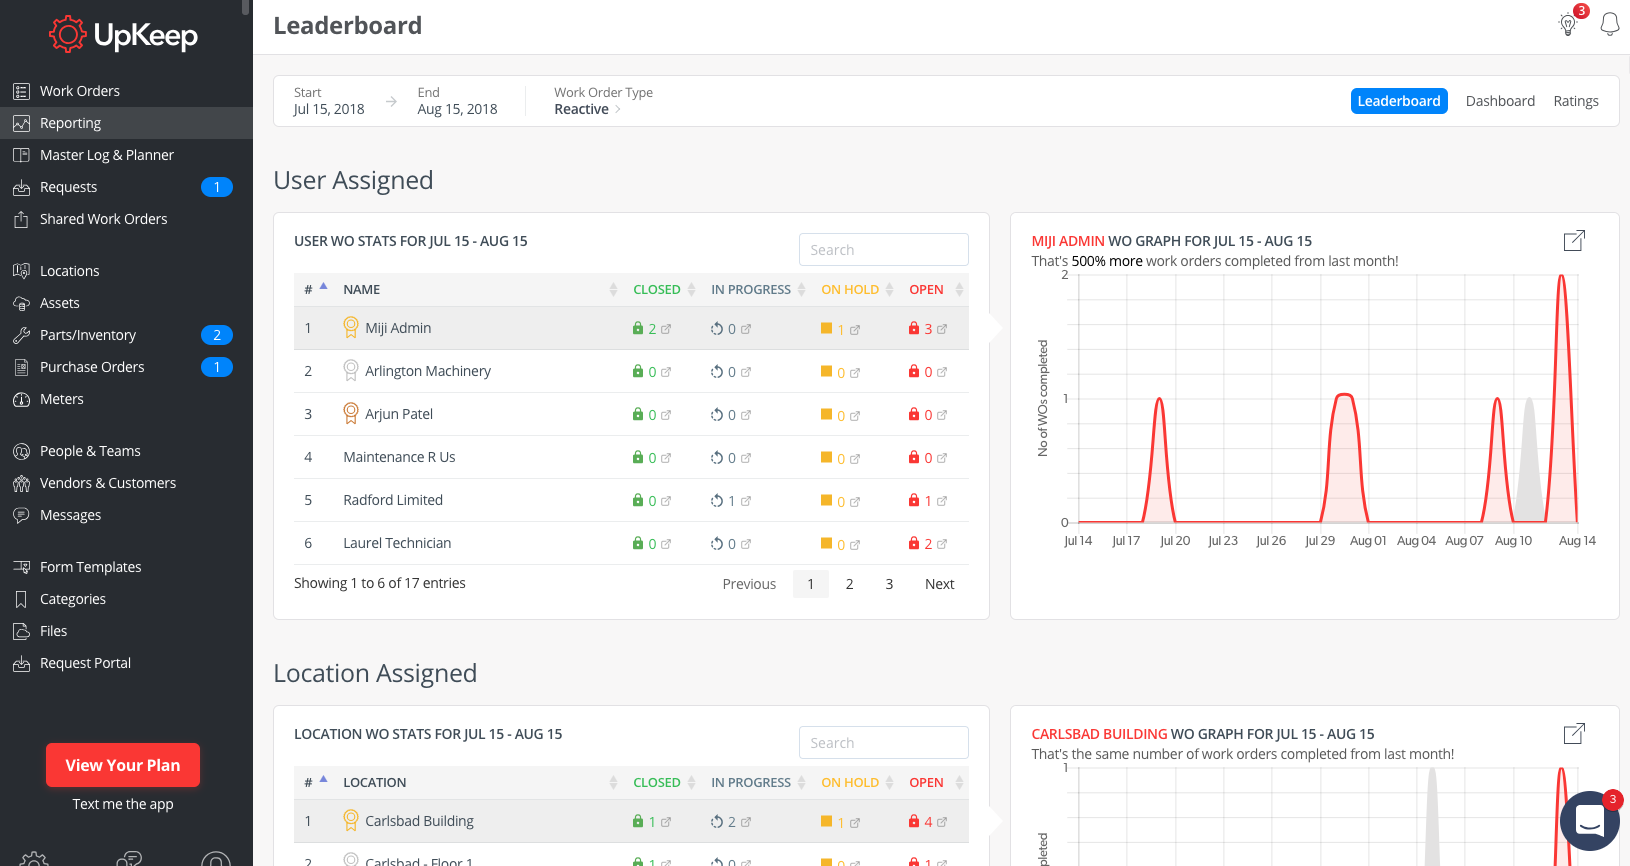 UpKeep
Work Orders
Reporting
Master Log & Planner
Requests 1
Shared Work Orders
Locations
Assets
Parts/Inventory 2
Purchase Orders 1
Meters
People & Teams
Vendors & Customers
Messages
Form Templates
Categories
Files
Request Portal
View Your Plan
Text me the app
Leaderboard
3
Start
Jul 15, 2018
End
Aug 15, 2018
Work Order Type
Reactive
Leaderboard Dashboard Ratings
User Assigned
USER WO STATS FOR JUL 15 - AUG 15
Search
# NAME CLOSED IN PROGRESS ON HOLD OPEN
1 Miji Admin 2 0 1 3
2 Arlington Machinery 0 0 0 0
3 Arjun Patel 0 0 0 0
4 Maintenance R Us 0 0 0 0
5 Radford Limited 0 1 0 1
6 Laurel Technician 0 0 0 2
Showing 1 to 6 of 17 entries
Previous 1 2 3 Next
MIJI ADMIN WO GRAPH FOR JUL 15 - AUG 15
That's 500% more work orders completed from last month!
2
1
0
No of WOs completed
Jul 14 Jul 17 Jul 20 Jul 23 Jul 26 Jul 29 Aug 01 Aug 04 Aug 07 Aug 10 Aug 14
Location Assigned
LOCATION WO STATS FOR JUL 15 - AUG 15
Search
# LOCATION CLOSED IN PROGRESS ON HOLD OPEN
1 Carlsbad Building 1 2 1 4
2 Carlsbad - Floor 1 1 0 0 1
CARLSBAD BUILDING WO GRAPH FOR JUL 15 - AUG 15
That's the same number of work orders completed from last month!
1
pleted
3